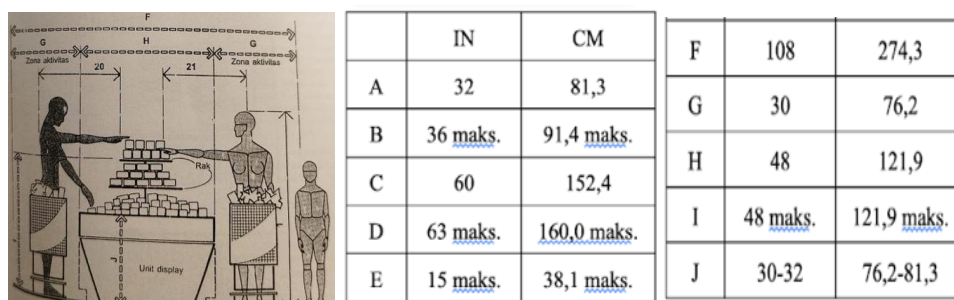 F
G H G
Zona aktivitas 20 21 Zona aktivitas
Rak
Unit display
IN CM
A 32 81,3
B 36 maks. 91,4 maks.
C 60 152,4
D 63 maks. 160,0 maks.
E 15 maks. 38,1 maks.
F 108 274,3
G 30 76,2
H 48 121,9
I 48 maks. 121,9 maks.
J 30-32 76,2-81,3